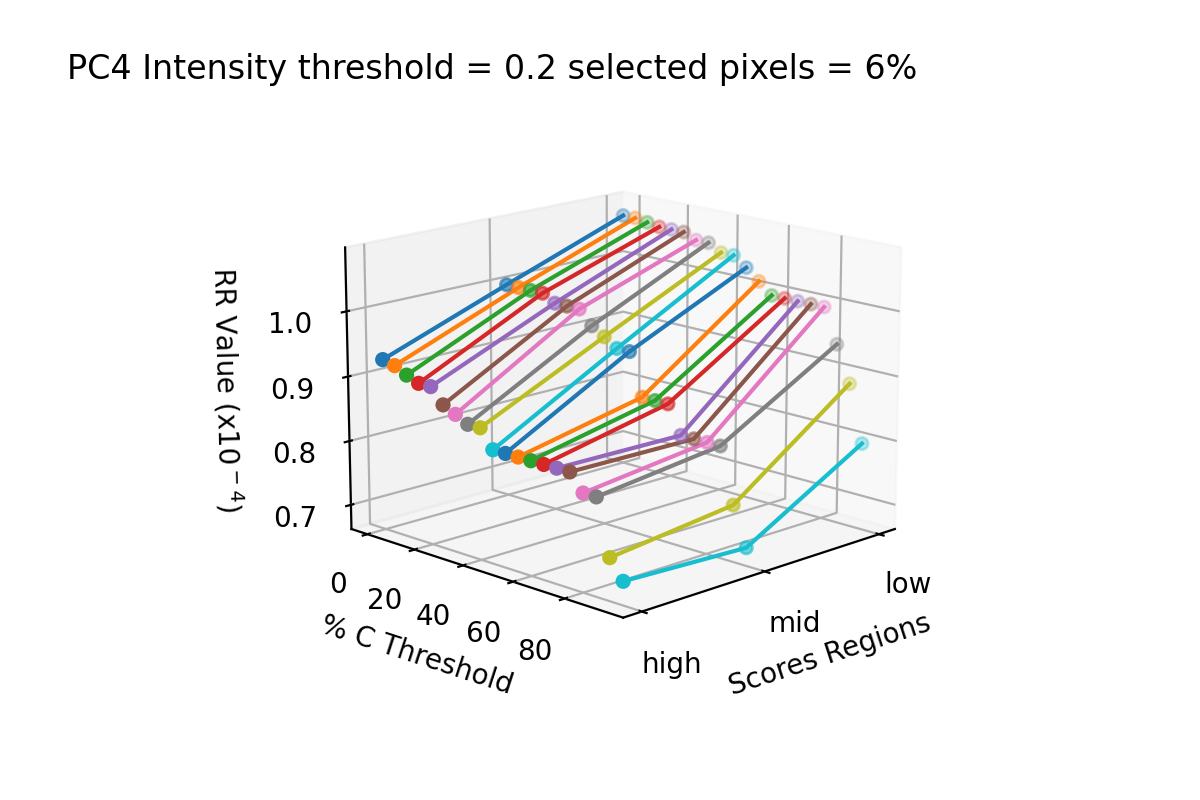 PC4 Intensity threshold = 0.2 selected pixels = 6%
RR Value (x10⁻⁴)
1.0
0.9
0.8
0.7
0
20
40
60
80
% C Threshold
high
mid
low
Scores Regions